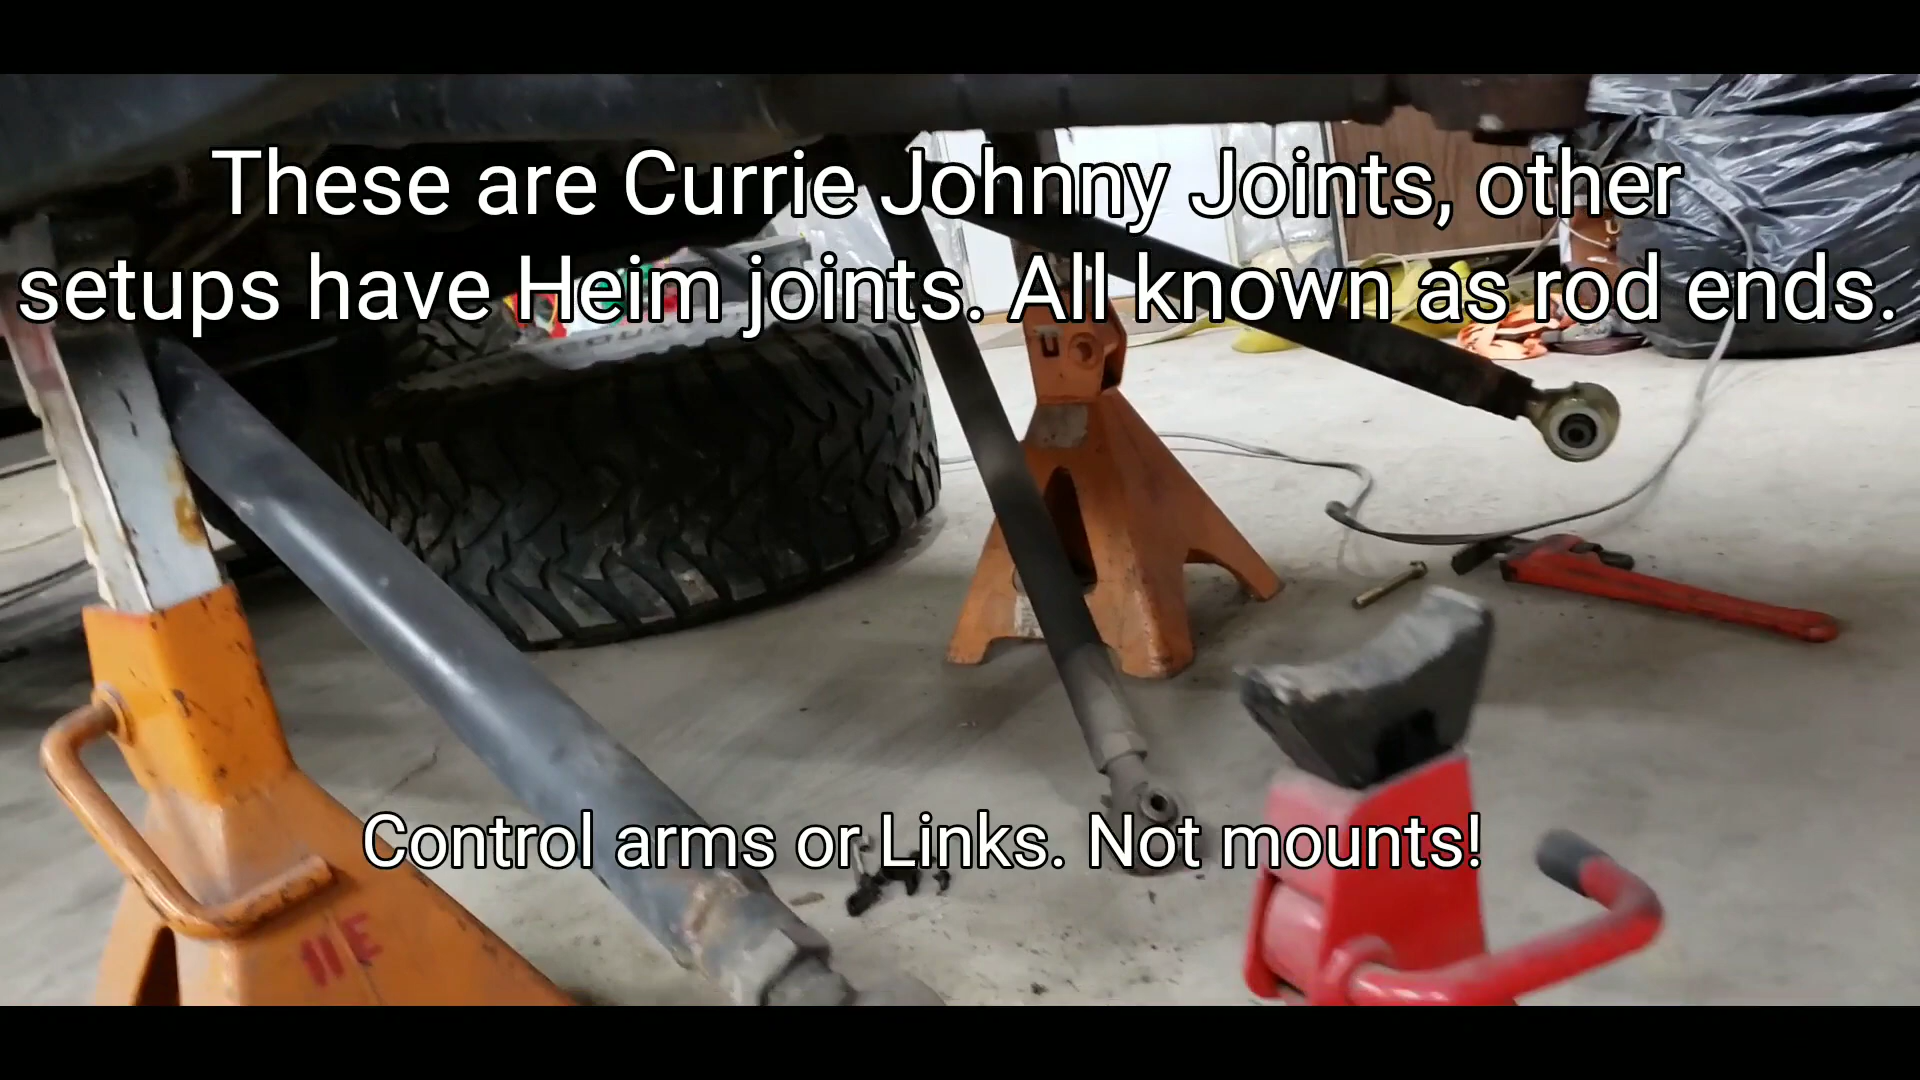 These are Currie Johnny Joints, other
setups have Heim joints. All known as rod ends.
Control arms or Links. Not mounts!
11E